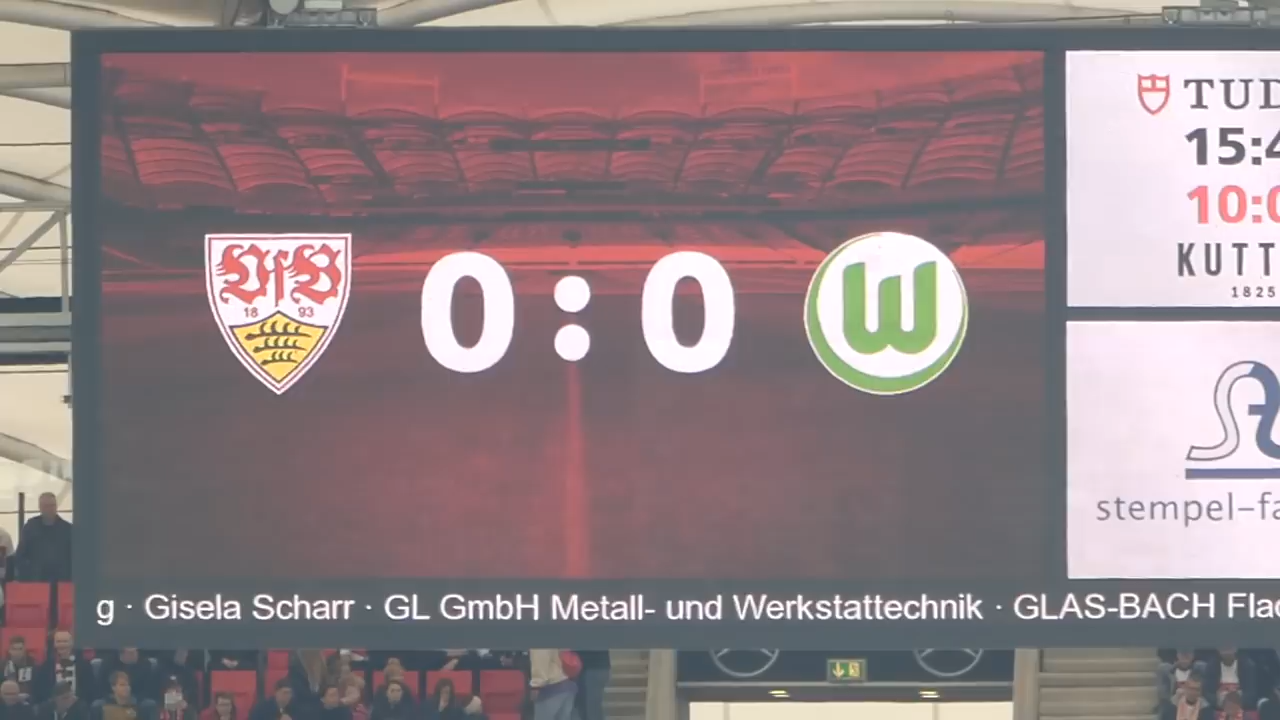 VfB
18 93
0:0
W
TUD
15:4
10:0
KUTT
1825
stempel-fa
g · Gisela Scharr · GL GmbH Metall- und Werkstattechnik · GLAS-BACH Flac